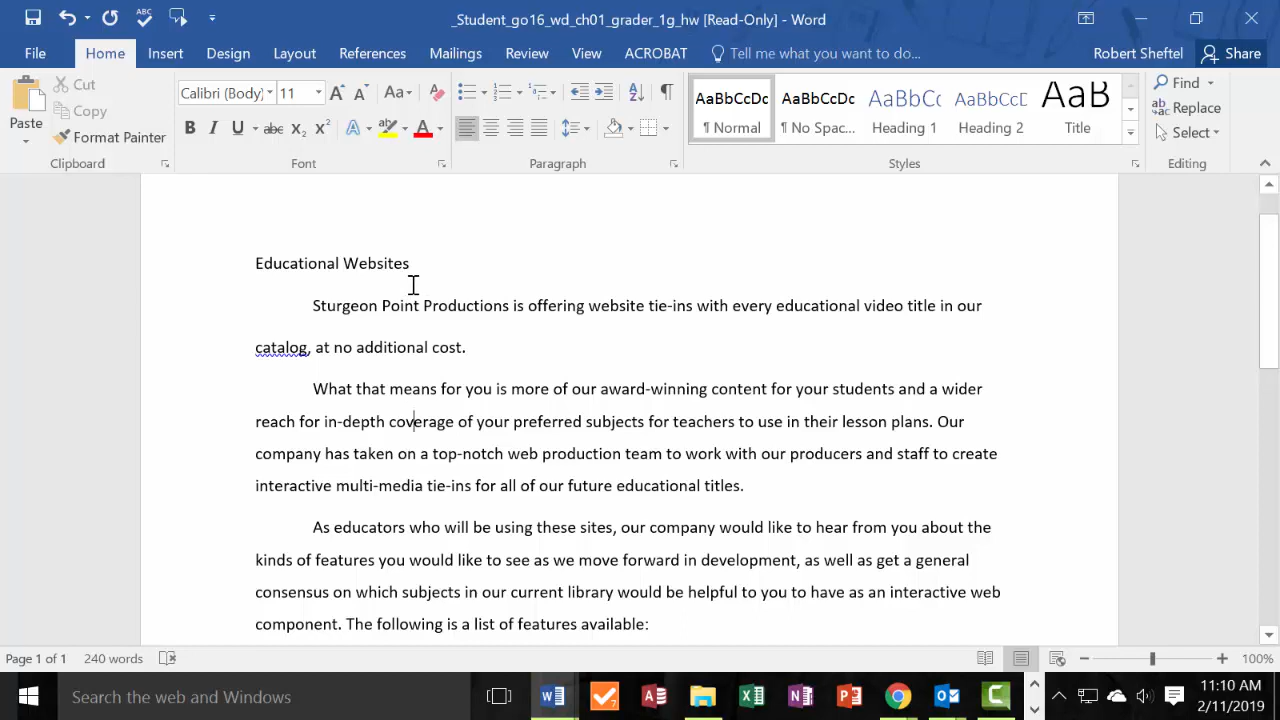 _Student_go16_wd_ch01_grader_1g_hw [Read-Only] - Word
File Home Insert Design Layout References Mailings Review View ACROBAT Tell me what you want to do... Robert Sheftel Share
Paste
Cut
Copy
Format Painter
Clipboard
Calibri (Body) 11
Font
Paragraph
AaBbCcDc AaBbCcDc AaBbCc AaBbCcD AaB
¶ Normal ¶ No Spac... Heading 1 Heading 2 Title
Styles
Find
Replace
Select
Editing
Educational Websites
Sturgeon Point Productions is offering website tie-ins with every educational video title in our
catalog, at no additional cost.
What that means for you is more of our award-winning content for your students and a wider
reach for in-depth coverage of your preferred subjects for teachers to use in their lesson plans. Our
company has taken on a top-notch web production team to work with our producers and staff to create
interactive multi-media tie-ins for all of our future educational titles.
As educators who will be using these sites, our company would like to hear from you about the
kinds of features you would like to see as we move forward in development, as well as get a general
consensus on which subjects in our current library would be helpful to you to have as an interactive web
component. The following is a list of features available:
Page 1 of 1 240 words 100%
Search the web and Windows
11:10 AM
2/11/2019